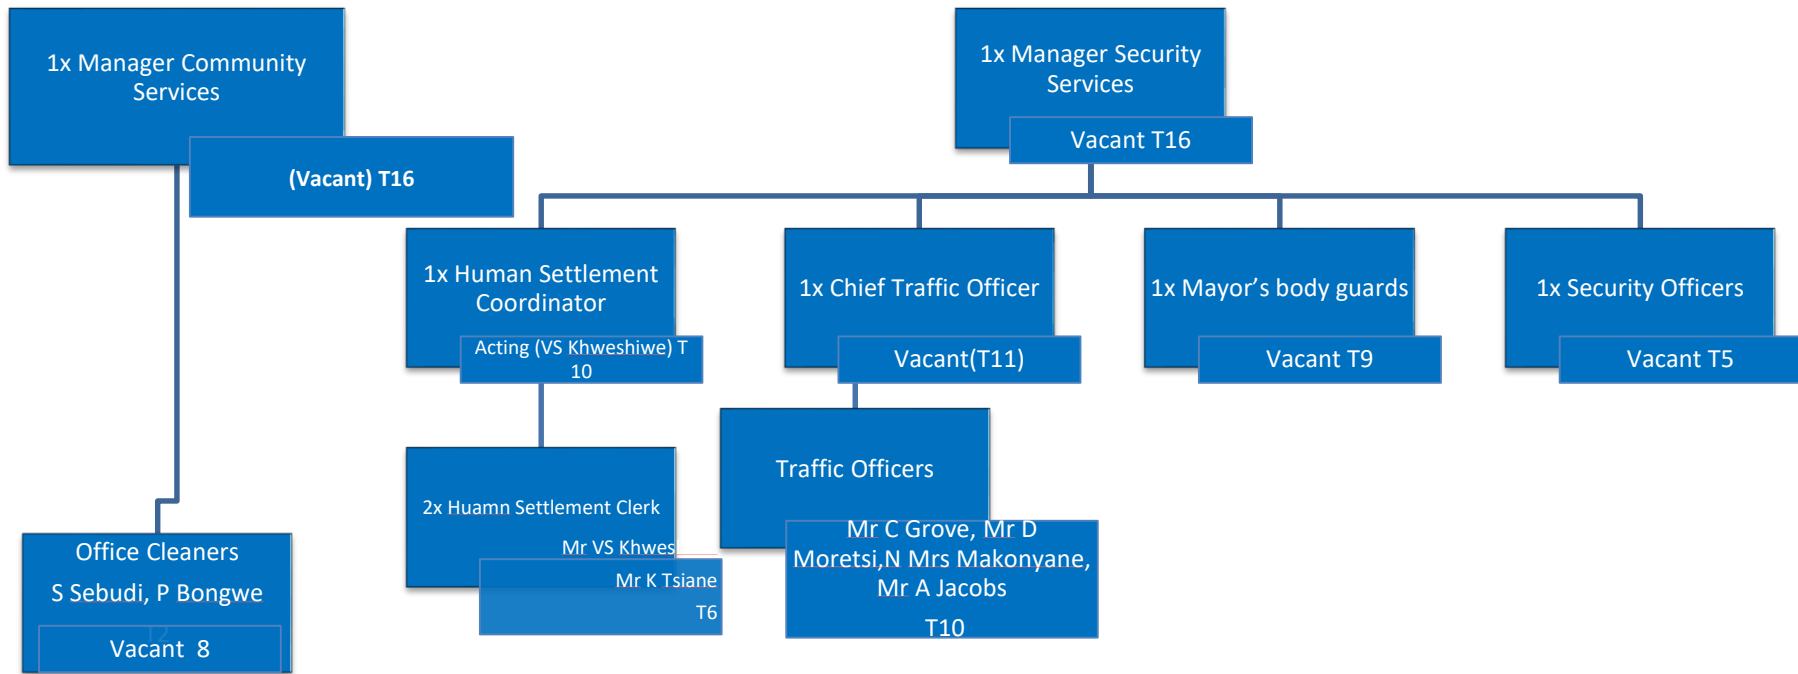 1x Manager Community
Services
(Vacant) T16
1x Manager Security
Services
Vacant T16
1x Human Settlement
Coordinator
Acting (VS Khweshiwe) T
10
1x Chief Traffic Officer
Vacant(T11)
1x Mayor’s body guards
Vacant T9
1x Security Officers
Vacant T5
2x Huamn Settlement Clerk
Mr VS Khwes
Mr K Tsiane
T6
Traffic Officers
Mr C Grove, Mr D
Moretsi,N Mrs Makonyane,
Mr A Jacobs
T10
Office Cleaners
S Sebudi, P Bongwe
T2
Vacant 8